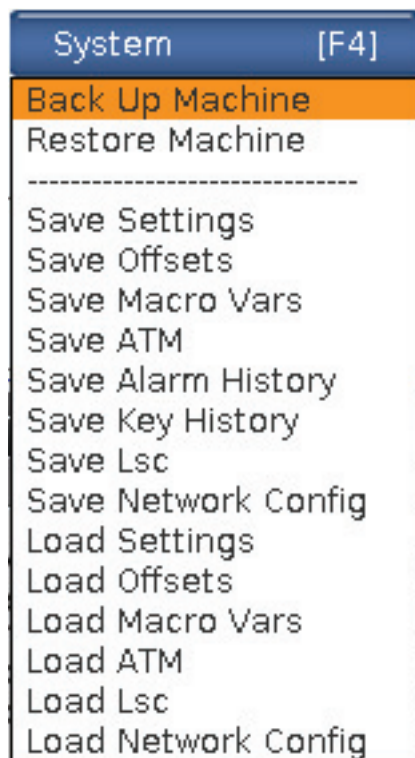 System [F4]
Back Up Machine
Restore Machine
------------------------------
Save Settings
Save Offsets
Save Macro Vars
Save ATM
Save Alarm History
Save Key History
Save Lsc
Save Network Config
Load Settings
Load Offsets
Load Macro Vars
Load ATM
Load Lsc
Load Network Config